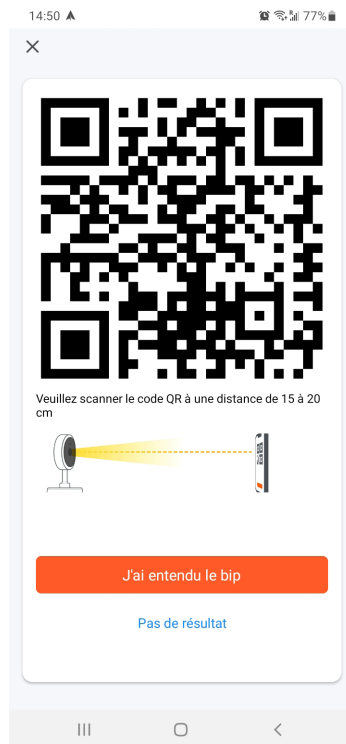 14:50
77%
Veuillez scanner le code QR à une distance de 15 à 20
cm
J'ai entendu le bip
Pas de résultat